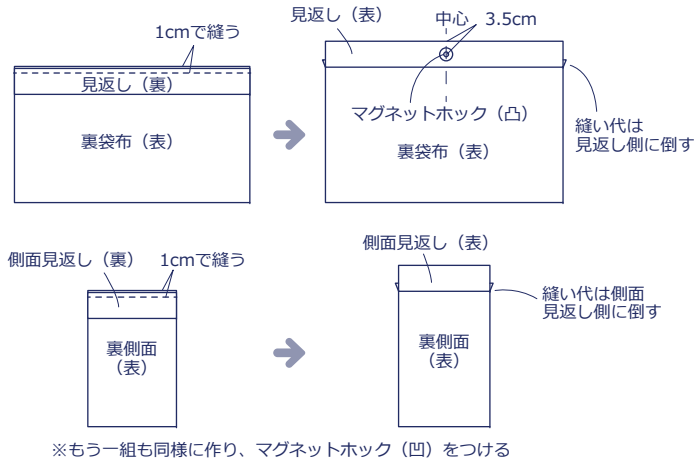 1cmで縫う
見返し（裏）
裏袋布（表）
見返し（表）
中心 3.5cm
マグネットホック（凸）
裏袋布（表）
縫い代は
見返し側に倒す
側面見返し（裏）
1cmで縫う
裏側面
（表）
側面見返し（表）
縫い代は側面
見返し側に倒す
裏側面
（表）
※もう一組も同様に作り、マグネットホック（凹）をつける